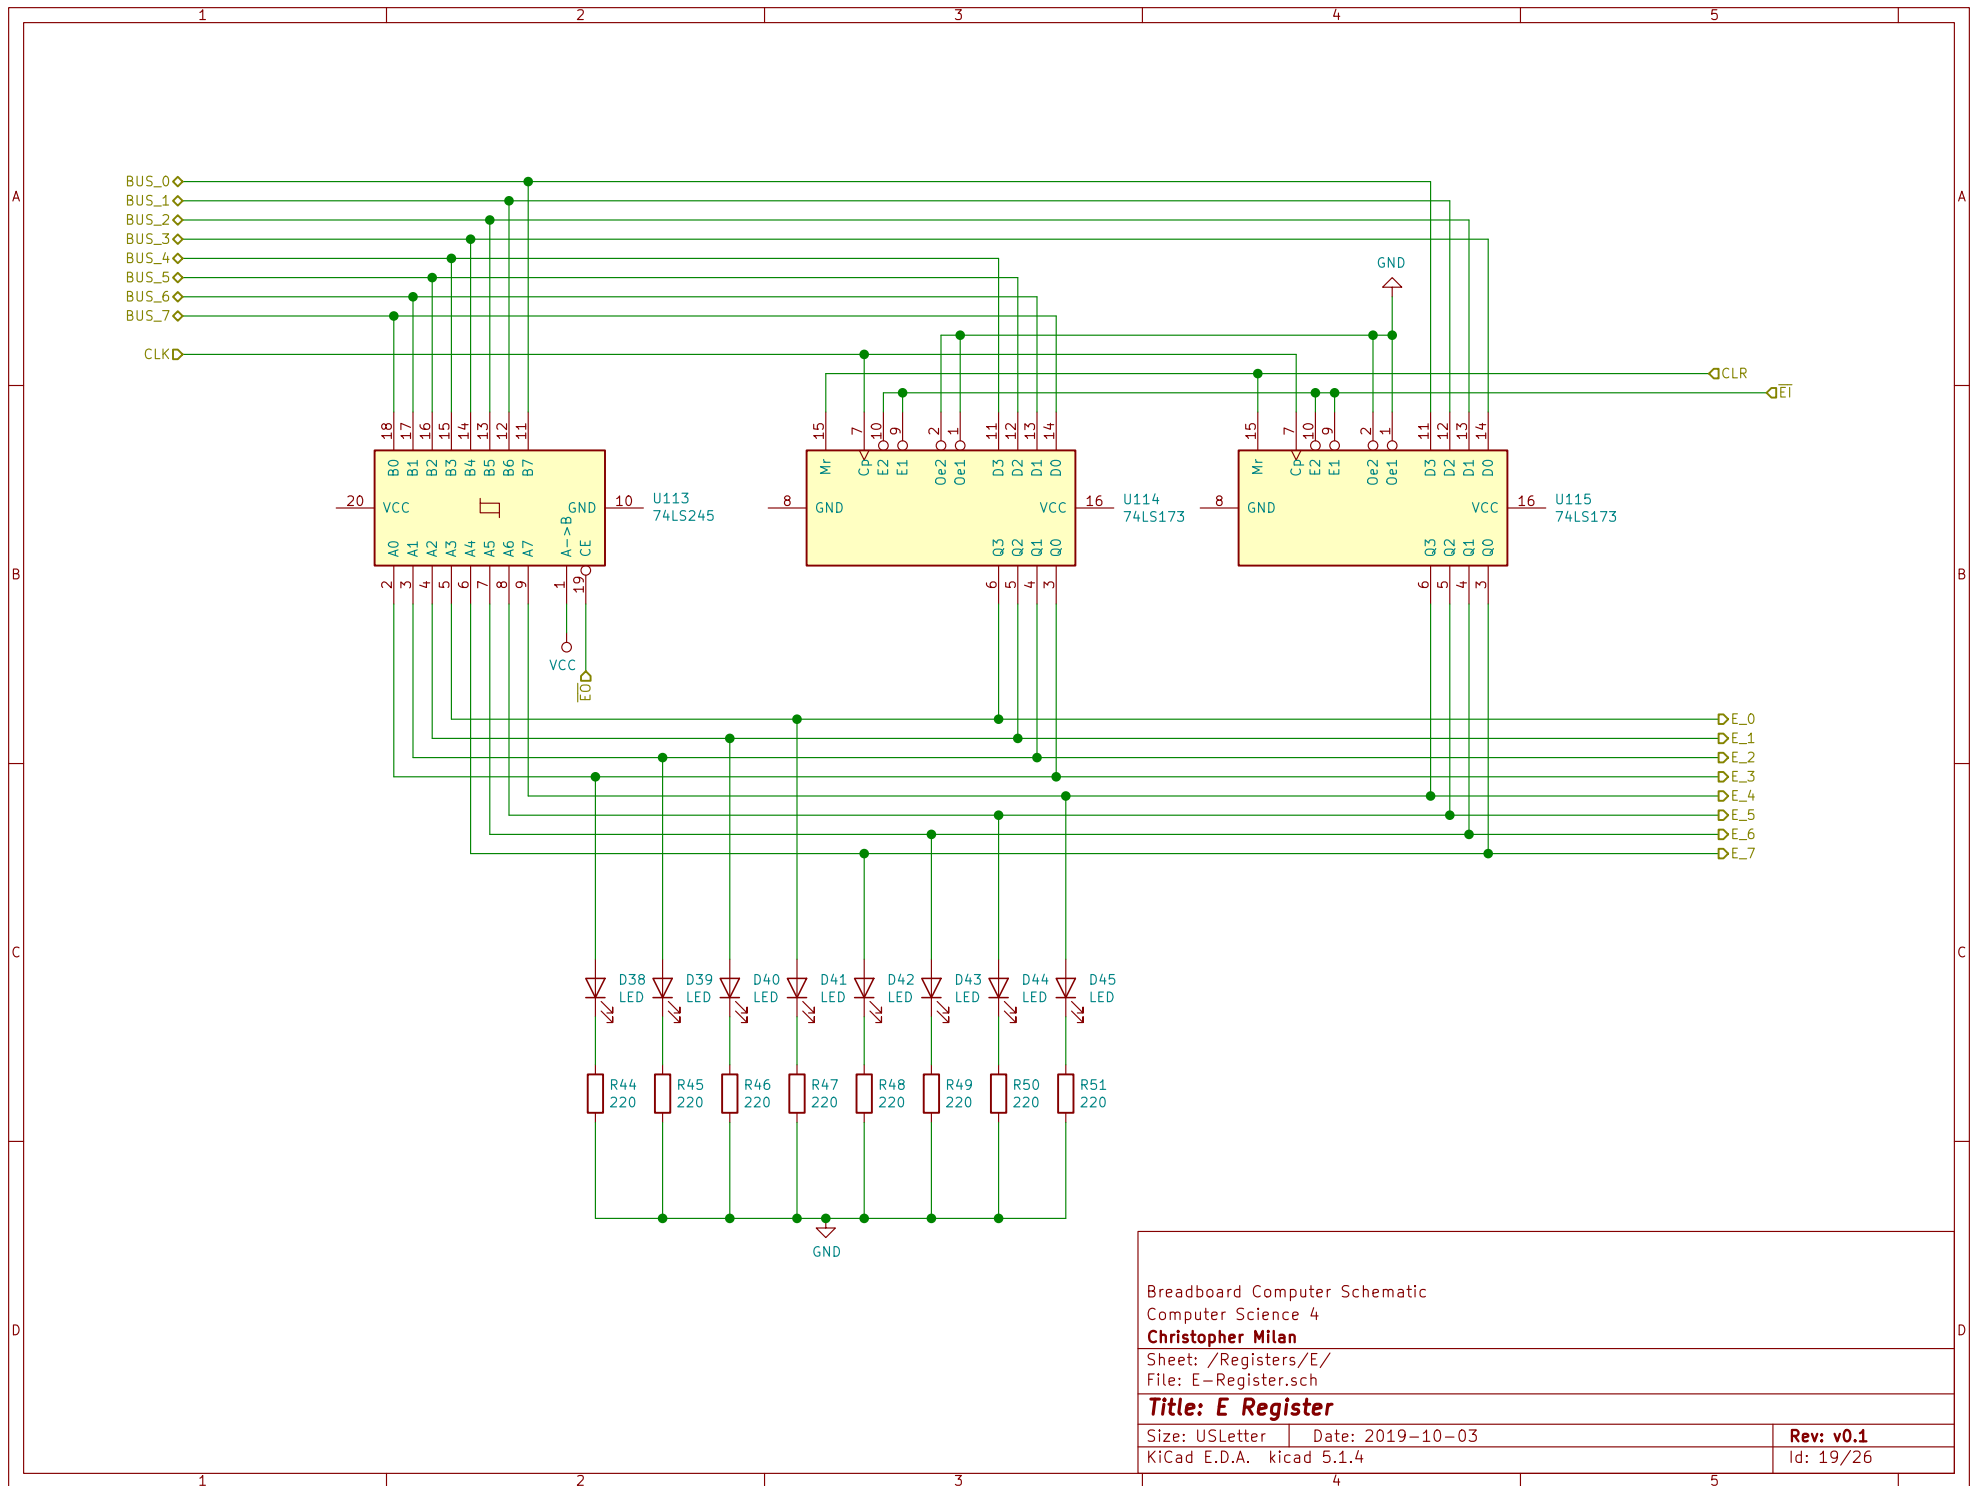 1 2 3 4 5
A A
B B
C C
D D
1 2 3 4 5
BUS_0
BUS_1
BUS_2
BUS_3
BUS_4
BUS_5
BUS_6
BUS_7
CLK
GND
CLR
EI
18 17 16 15 14 13 12 11
B0 B1 B2 B3 B4 B5 B6 B7
20 VCC GND 10
A->B CE
A0 A1 A2 A3 A4 A5 A6 A7
2 3 4 5 6 7 8 9 1 19
U113
74LS245
VCC
EO
15 7 10 9 2 1 11 12 13 14
Mr Cp E2 E1 Oe2 Oe1 D3 D2 D1 D0
8 GND VCC 16
Q3 Q2 Q1 Q0
6 5 4 3
U114
74LS173
15 7 10 9 2 1 11 12 13 14
Mr Cp E2 E1 Oe2 Oe1 D3 D2 D1 D0
8 GND VCC 16
Q3 Q2 Q1 Q0
6 5 4 3
U115
74LS173
E_0
E_1
E_2
E_3
E_4
E_5
E_6
E_7
D38 D39 D40 D41 D42 D43 D44 D45
LED LED LED LED LED LED LED LED
R44 R45 R46 R47 R48 R49 R50 R51
220 220 220 220 220 220 220 220
GND
Breadboard Computer Schematic
Computer Science 4
Christopher Milan
Sheet: /Registers/E/
File: E-Register.sch
Title: E Register
Size: USLetter Date: 2019-10-03 Rev: v0.1
KiCad E.D.A. kicad 5.1.4 Id: 19/26